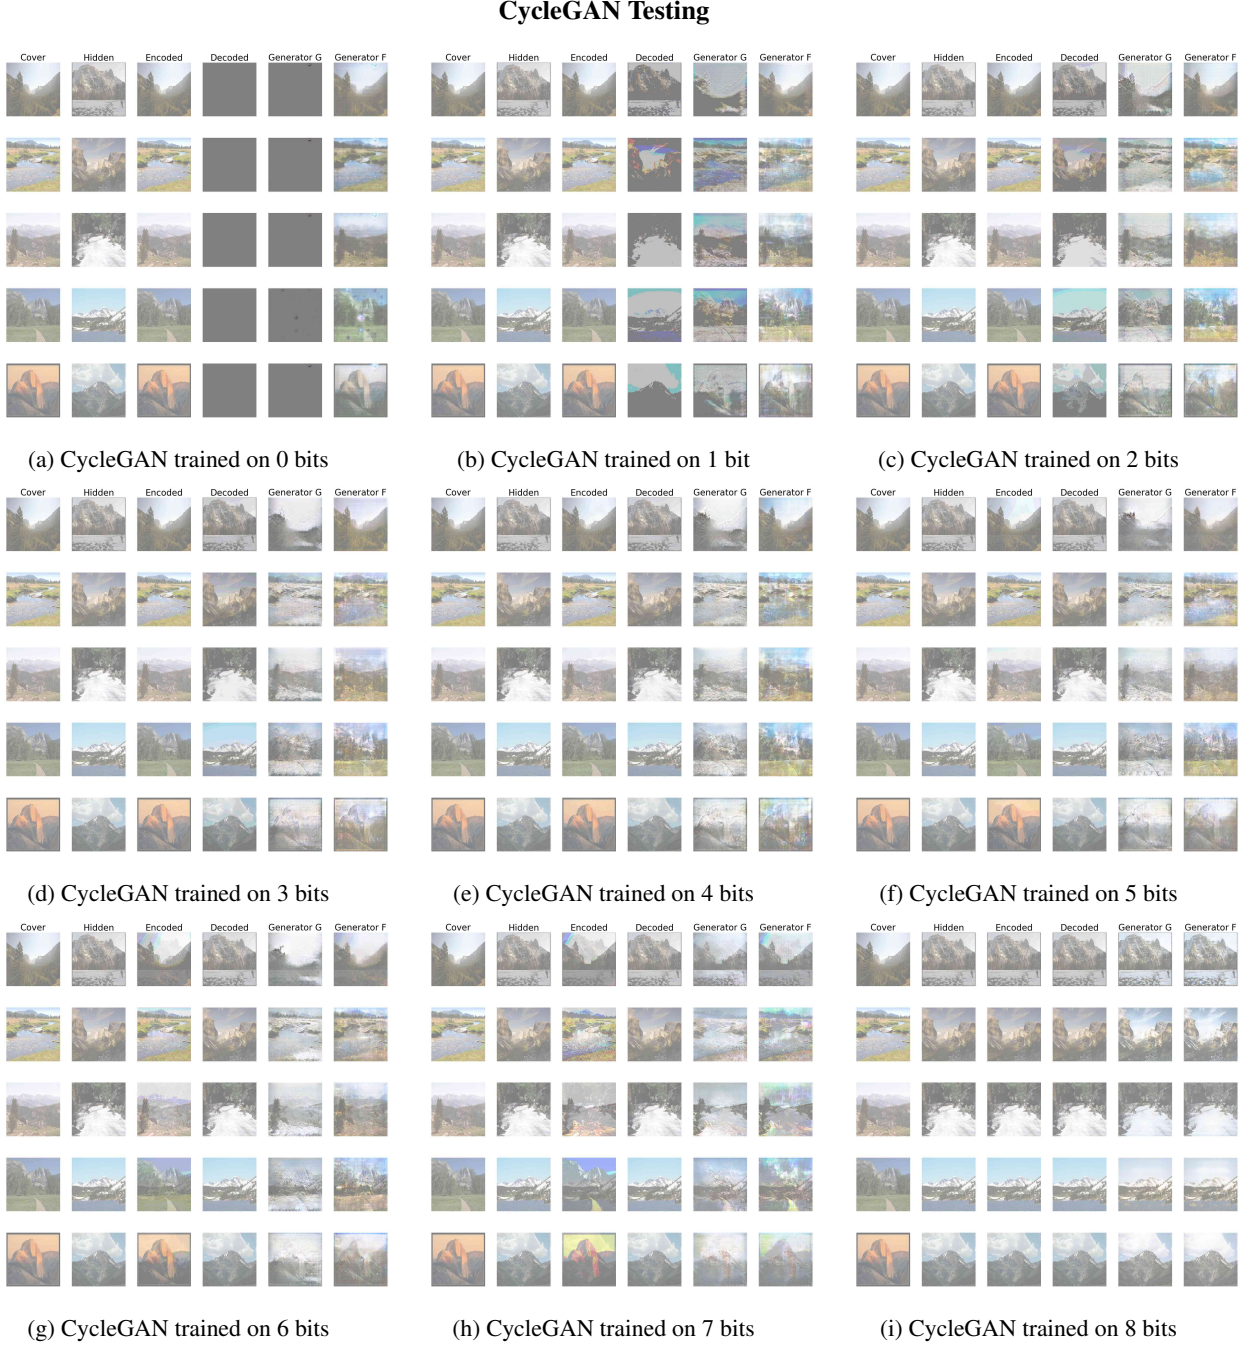 CycleGAN Testing
Cover Hidden Encoded Decoded Generator G Generator F
Cover Hidden Encoded Decoded Generator G Generator F
Cover Hidden Encoded Decoded Generator G Generator F
(a) CycleGAN trained on 0 bits
(b) CycleGAN trained on 1 bit
(c) CycleGAN trained on 2 bits
Cover Hidden Encoded Decoded Generator G Generator F
Cover Hidden Encoded Decoded Generator G Generator F
Cover Hidden Encoded Decoded Generator G Generator F
(d) CycleGAN trained on 3 bits
(e) CycleGAN trained on 4 bits
(f) CycleGAN trained on 5 bits
Cover Hidden Encoded Decoded Generator G Generator F
Cover Hidden Encoded Decoded Generator G Generator F
Cover Hidden Encoded Decoded Generator G Generator F
(g) CycleGAN trained on 6 bits
(h) CycleGAN trained on 7 bits
(i) CycleGAN trained on 8 bits